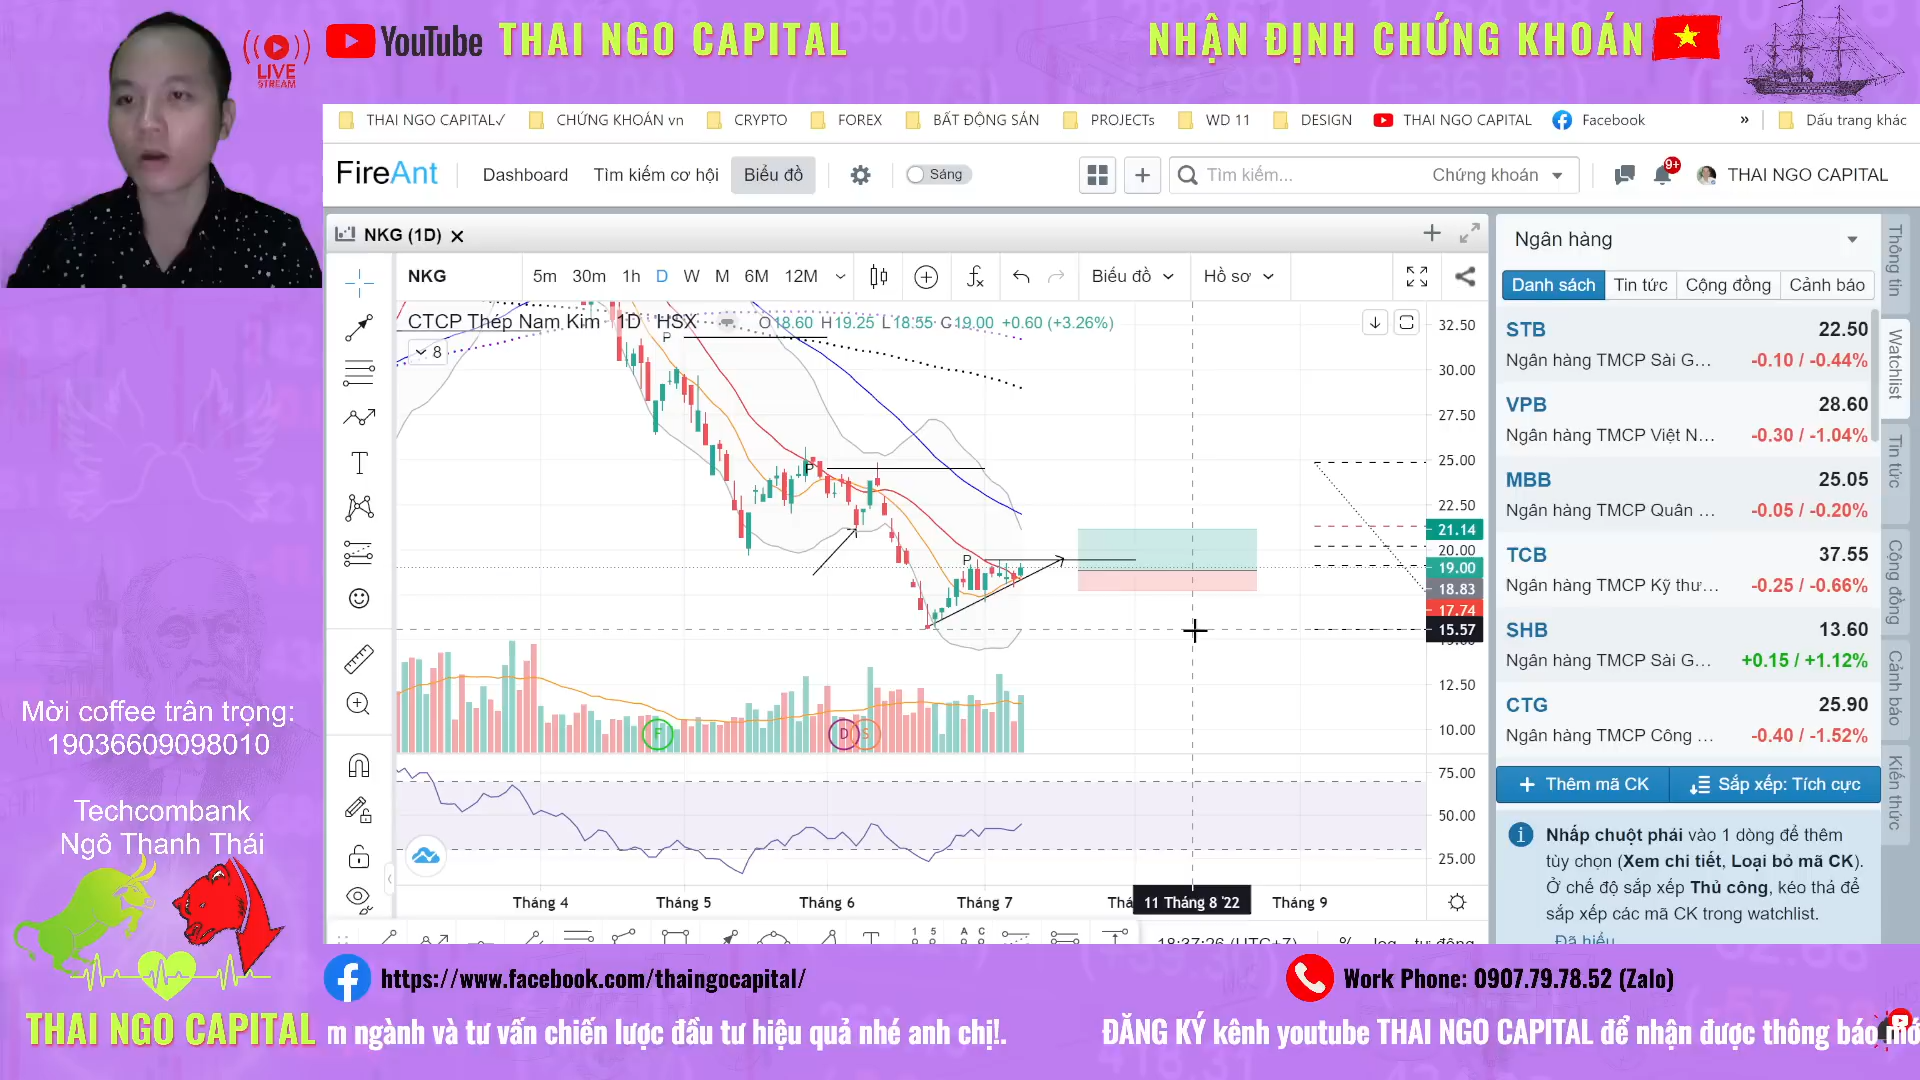 LIVE
STREAM
YouTube THAI NGO CAPITAL
NHẬN ĐỊNH CHỨNG KHOÁN
THAI NGO CAPITAL✓
CHỨNG KHOÁN vn
CRYPTO
FOREX
BẤT ĐỘNG SẢN
PROJECTs
WD 11
DESIGN
THAI NGO CAPITAL
Facebook
»
Dấu trang khác
FireAnt
Dashboard
Tìm kiếm cơ hội
Biểu đồ
Sáng
Tìm kiếm...
Chứng khoán
9+
THAI NGO CAPITAL
NKG (1D)
NKG
5m 30m 1h D W M 6M 12M
Biểu đồ
Hồ sơ
CTCP Thép Nam Kim 1D HSX O18.60 H19.25 L18.55 C19.00 +0.60 (+3.26%)
8
P
P
P
F
D
S
32.50
30.00
27.50
25.00
22.50
21.14
20.00
19.00
18.83
17.74
15.57
12.50
10.00
75.00
50.00
25.00
Tháng 4
Tháng 5
Tháng 6
Tháng 7
11 Tháng 8 '22
Tháng 9
18:37:26 (UTC+7)
%
log
tự động
Ngân hàng
Danh sách
Tin tức
Cộng đồng
Cảnh báo
STB 22.50
Ngân hàng TMCP Sài G... -0.10 / -0.44%
VPB 28.60
Ngân hàng TMCP Việt N... -0.30 / -1.04%
MBB 25.05
Ngân hàng TMCP Quân ... -0.05 / -0.20%
TCB 37.55
Ngân hàng TMCP Kỹ thư... -0.25 / -0.66%
SHB 13.60
Ngân hàng TMCP Sài G... +0.15 / +1.12%
CTG 25.90
Ngân hàng TMCP Công ... -0.40 / -1.52%
Thêm mã CK
Sắp xếp: Tích cực
Nhấp chuột phải vào 1 dòng để thêm
tùy chọn (Xem chi tiết, Loại bỏ mã CK).
Ở chế độ sắp xếp Thủ công, kéo thả để
sắp xếp các mã CK trong watchlist.
Đã hiểu
Thông tin
Watchlist
Tin tức
Cộng đồng
Cảnh báo
Kiến thức
Mời coffee trân trọng:
19036609098010
Techcombank
Ngô Thanh Thái
THAI NGO CAPITAL
https://www.facebook.com/thaingocapital/
Work Phone: 0907.79.78.52 (Zalo)
m ngành và tư vấn chiến lược đầu tư hiệu quả nhé anh chị!.
ĐĂNG KÝ kênh youtube THAI NGO CAPITAL để nhận được thông báo